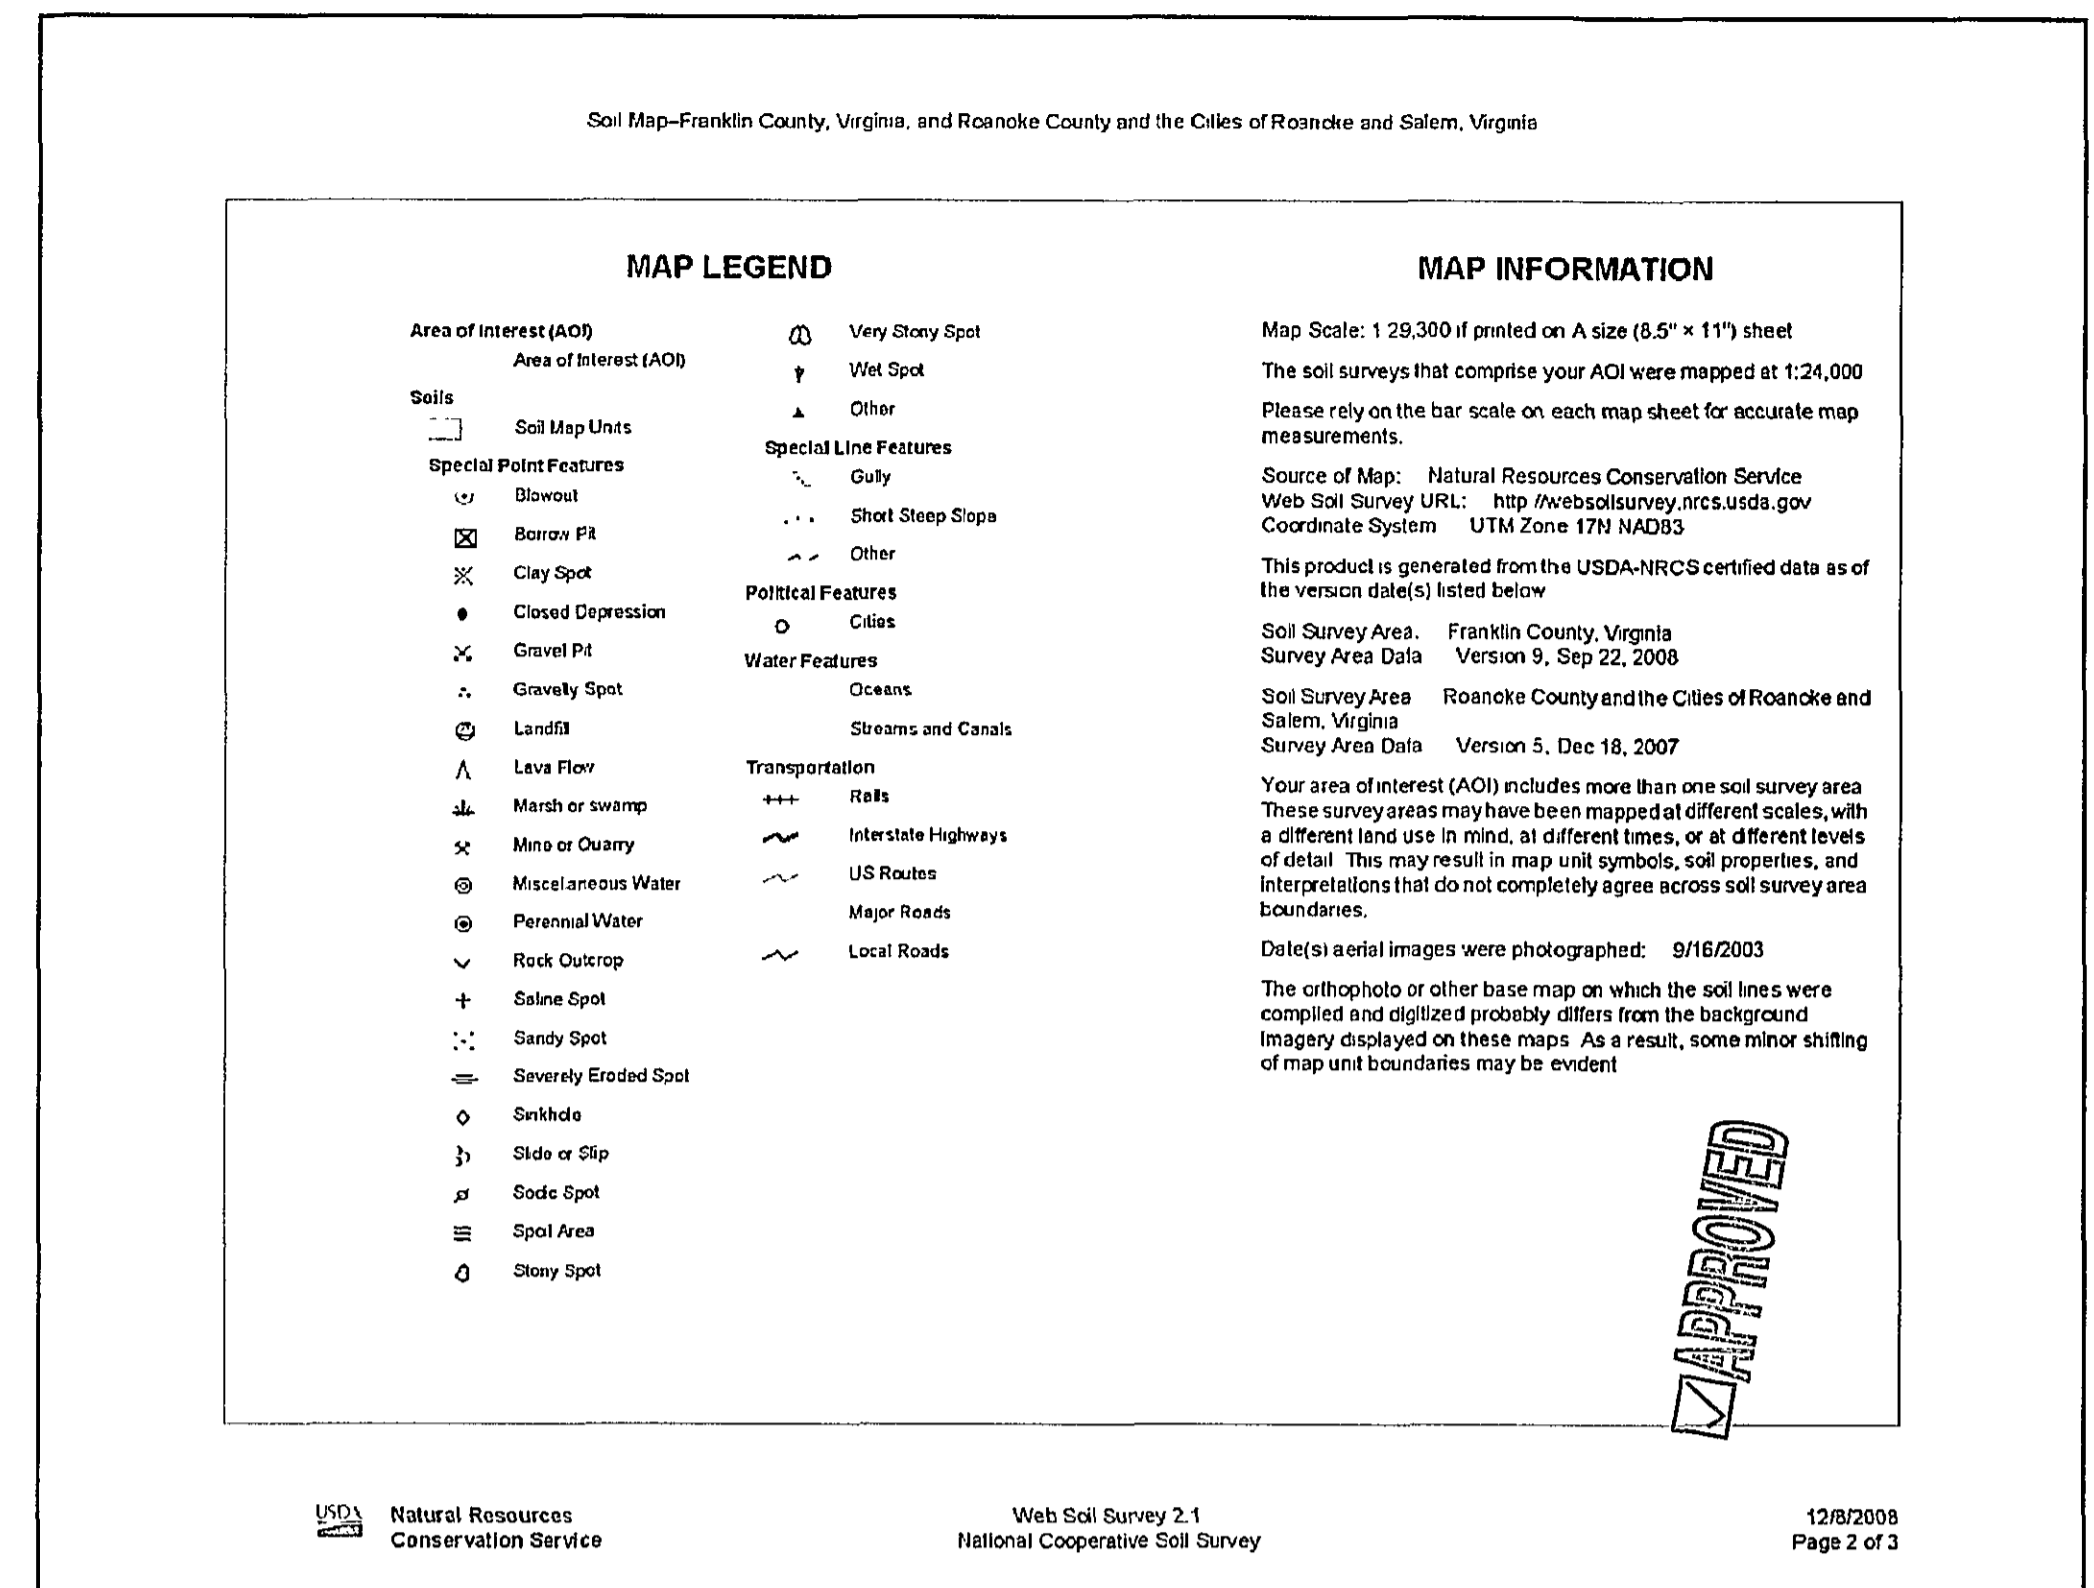 Soil Map–Franklin County, Virginia, and Roanoke County and the Cities of Roanoke and Salem, Virginia
MAP LEGEND
Area of Interest (AOI)
Area of Interest (AOI)
Soils
Soil Map Units
Special Point Features
Blowout
Borrow Pit
Clay Spot
Closed Depression
Gravel Pit
Gravelly Spot
Landfill
Lava Flow
Marsh or swamp
Mine or Quarry
Miscellaneous Water
Perennial Water
Rock Outcrop
Saline Spot
Sandy Spot
Severely Eroded Spot
Sinkhole
Slide or Slip
Sodic Spot
Spoil Area
Stony Spot
Very Stony Spot
Wet Spot
Other
Special Line Features
Gully
Short Steep Slope
Other
Political Features
Cities
Water Features
Oceans
Streams and Canals
Transportation
Rails
Interstate Highways
US Routes
Major Roads
Local Roads
MAP INFORMATION
Map Scale: 1 29,300 if printed on A size (8.5" × 11") sheet
The soil surveys that comprise your AOI were mapped at 1:24,000
Please rely on the bar scale on each map sheet for accurate map
measurements.
Source of Map: Natural Resources Conservation Service
Web Soil Survey URL: http //websoilsurvey.nrcs.usda.gov
Coordinate System UTM Zone 17N NAD83
This product is generated from the USDA-NRCS certified data as of
the version date(s) listed below
Soil Survey Area. Franklin County, Virginia
Survey Area Data Version 9, Sep 22, 2008
Soil Survey Area Roanoke County and the Cities of Roanoke and
Salem, Virginia
Survey Area Data Version 5, Dec 18, 2007
Your area of interest (AOI) includes more than one soil survey area
These survey areas may have been mapped at different scales, with
a different land use in mind, at different times, or at different levels
of detail This may result in map unit symbols, soil properties, and
interpretations that do not completely agree across soil survey area
boundaries.
Date(s) aerial images were photographed: 9/16/2003
The orthophoto or other base map on which the soil lines were
compiled and digitized probably differs from the background
imagery displayed on these maps As a result, some minor shifting
of map unit boundaries may be evident
APPROVED
USDA
Natural Resources
Conservation Service
Web Soil Survey 2.1
National Cooperative Soil Survey
12/8/2008
Page 2 of 3